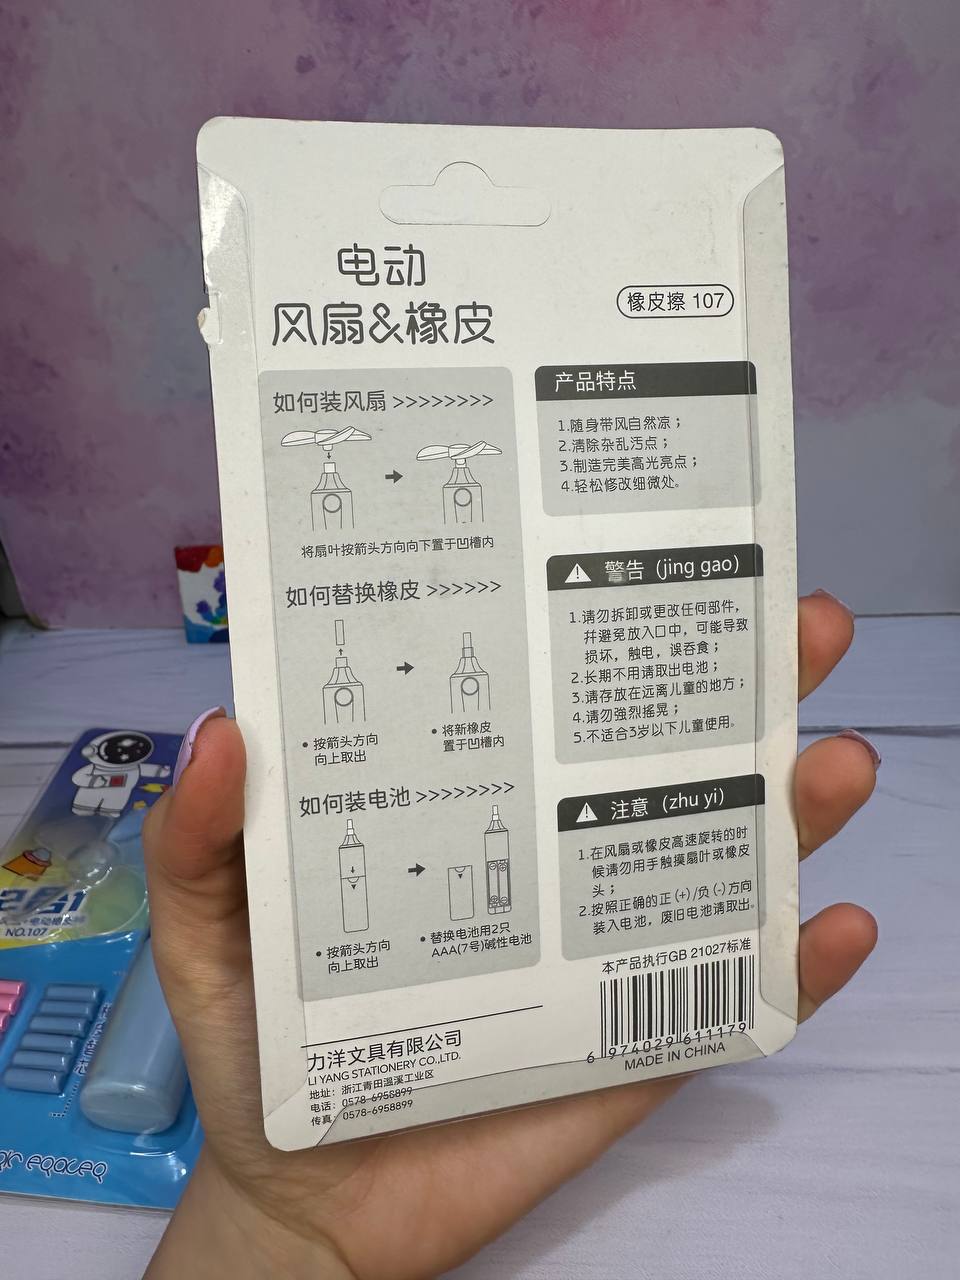 电动
风扇&橡皮
橡皮擦 107
如何装风扇 >>>>>>>>
将扇叶按箭头方向向下置于凹槽内
如何替换橡皮 >>>>>>
• 按箭头方向
向上取出
• 将新橡皮
置于凹槽内
如何装电池 >>>>>>>>
• 按箭头方向
向上取出
• 替换电池用2只
AAA(7号)碱性电池
产品特点
1.随身带风自然凉；
2.清除杂乱污点；
3.制造完美高光亮点；
4.轻松修改细微处。
警告（jing gao）
1.请勿拆卸或更改任何部件，
并避免放入口中，可能导致
损坏，触电，误吞食；
2.长期不用请取出电池；
3.请存放在远离儿童的地方；
4.请勿強烈摇晃；
5.不适合3岁以下儿童使用。
注意（zhu yi）
1.在风扇或橡皮高速旋转的时
候请勿用手触摸扇叶或橡皮
头；
2.按照正确的正 (+)/负 (-) 方向
装入电池，废旧电池请取出。
本产品执行GB 21027标准
6 974029 611179
MADE IN CHINA
力洋文具有限公司
LI YANG STATIONERY CO.,LTD.
地址：浙江青田温溪工业区
电话：0578-6958899
传真：0578-6958899
NO.107